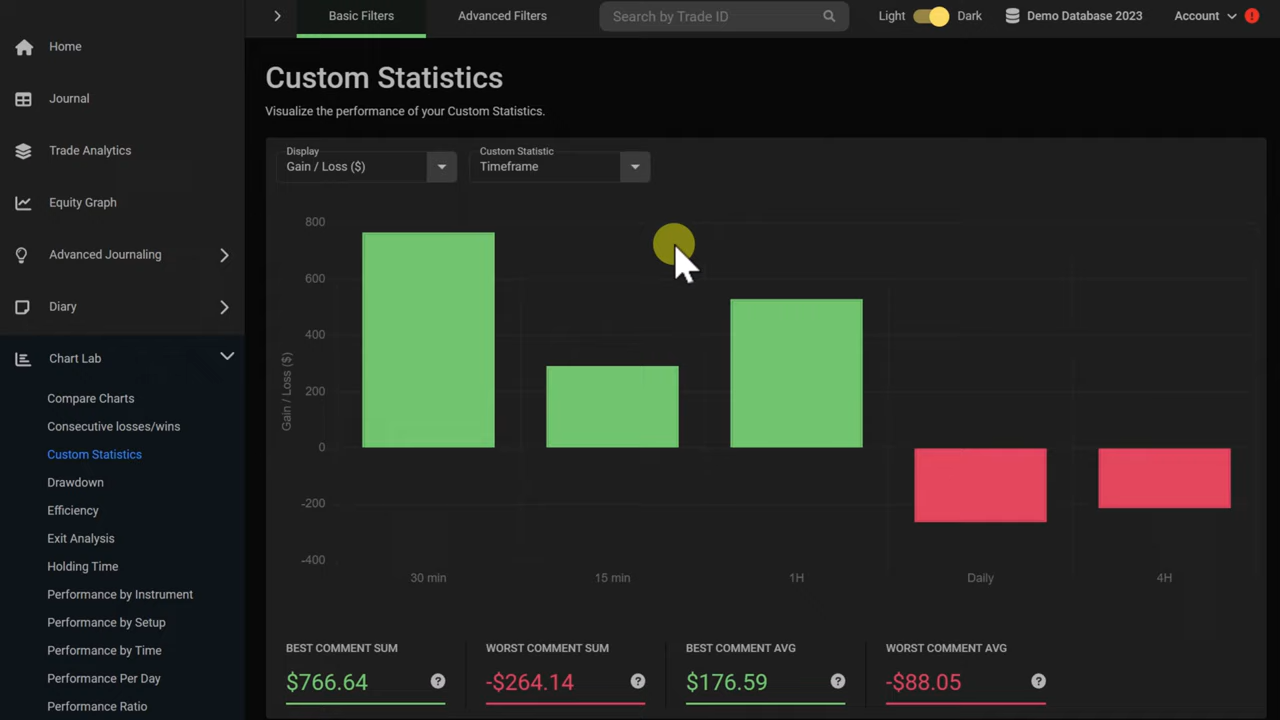 Basic Filters
Advanced Filters
Search by Trade ID
Light
Dark
Demo Database 2023
Account
Home
Journal
Trade Analytics
Equity Graph
Advanced Journaling
Diary
Chart Lab
Compare Charts
Consecutive losses/wins
Custom Statistics
Drawdown
Efficiency
Exit Analysis
Holding Time
Performance by Instrument
Performance by Setup
Performance by Time
Performance Per Day
Performance Ratio
Custom Statistics
Visualize the performance of your Custom Statistics.
Display
Gain / Loss ($)
Custom Statistic
Timeframe
Gain / Loss ($)
800
600
400
200
0
-200
-400
30 min
15 min
1H
Daily
4H
BEST COMMENT SUM
$766.64
WORST COMMENT SUM
-$264.14
BEST COMMENT AVG
$176.59
WORST COMMENT AVG
-$88.05